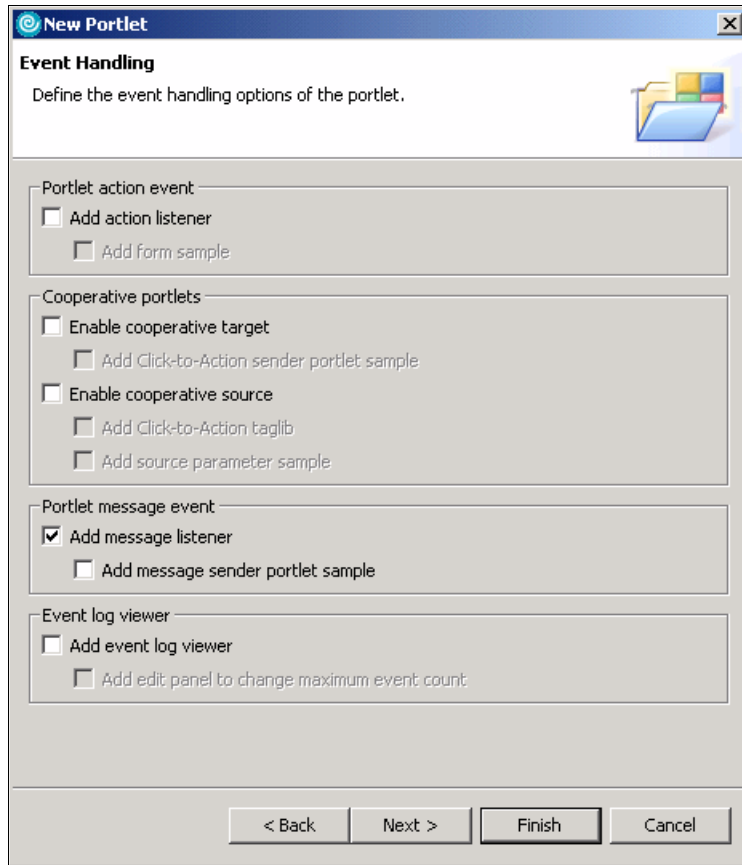 New Portlet
Event Handling
Define the event handling options of the portlet.
Portlet action event
Add action listener
Add form sample
Cooperative portlets
Enable cooperative target
Add Click-to-Action sender portlet sample
Enable cooperative source
Add Click-to-Action taglib
Add source parameter sample
Portlet message event
Add message listener
Add message sender portlet sample
Event log viewer
Add event log viewer
Add edit panel to change maximum event count
< Back Next > Finish Cancel